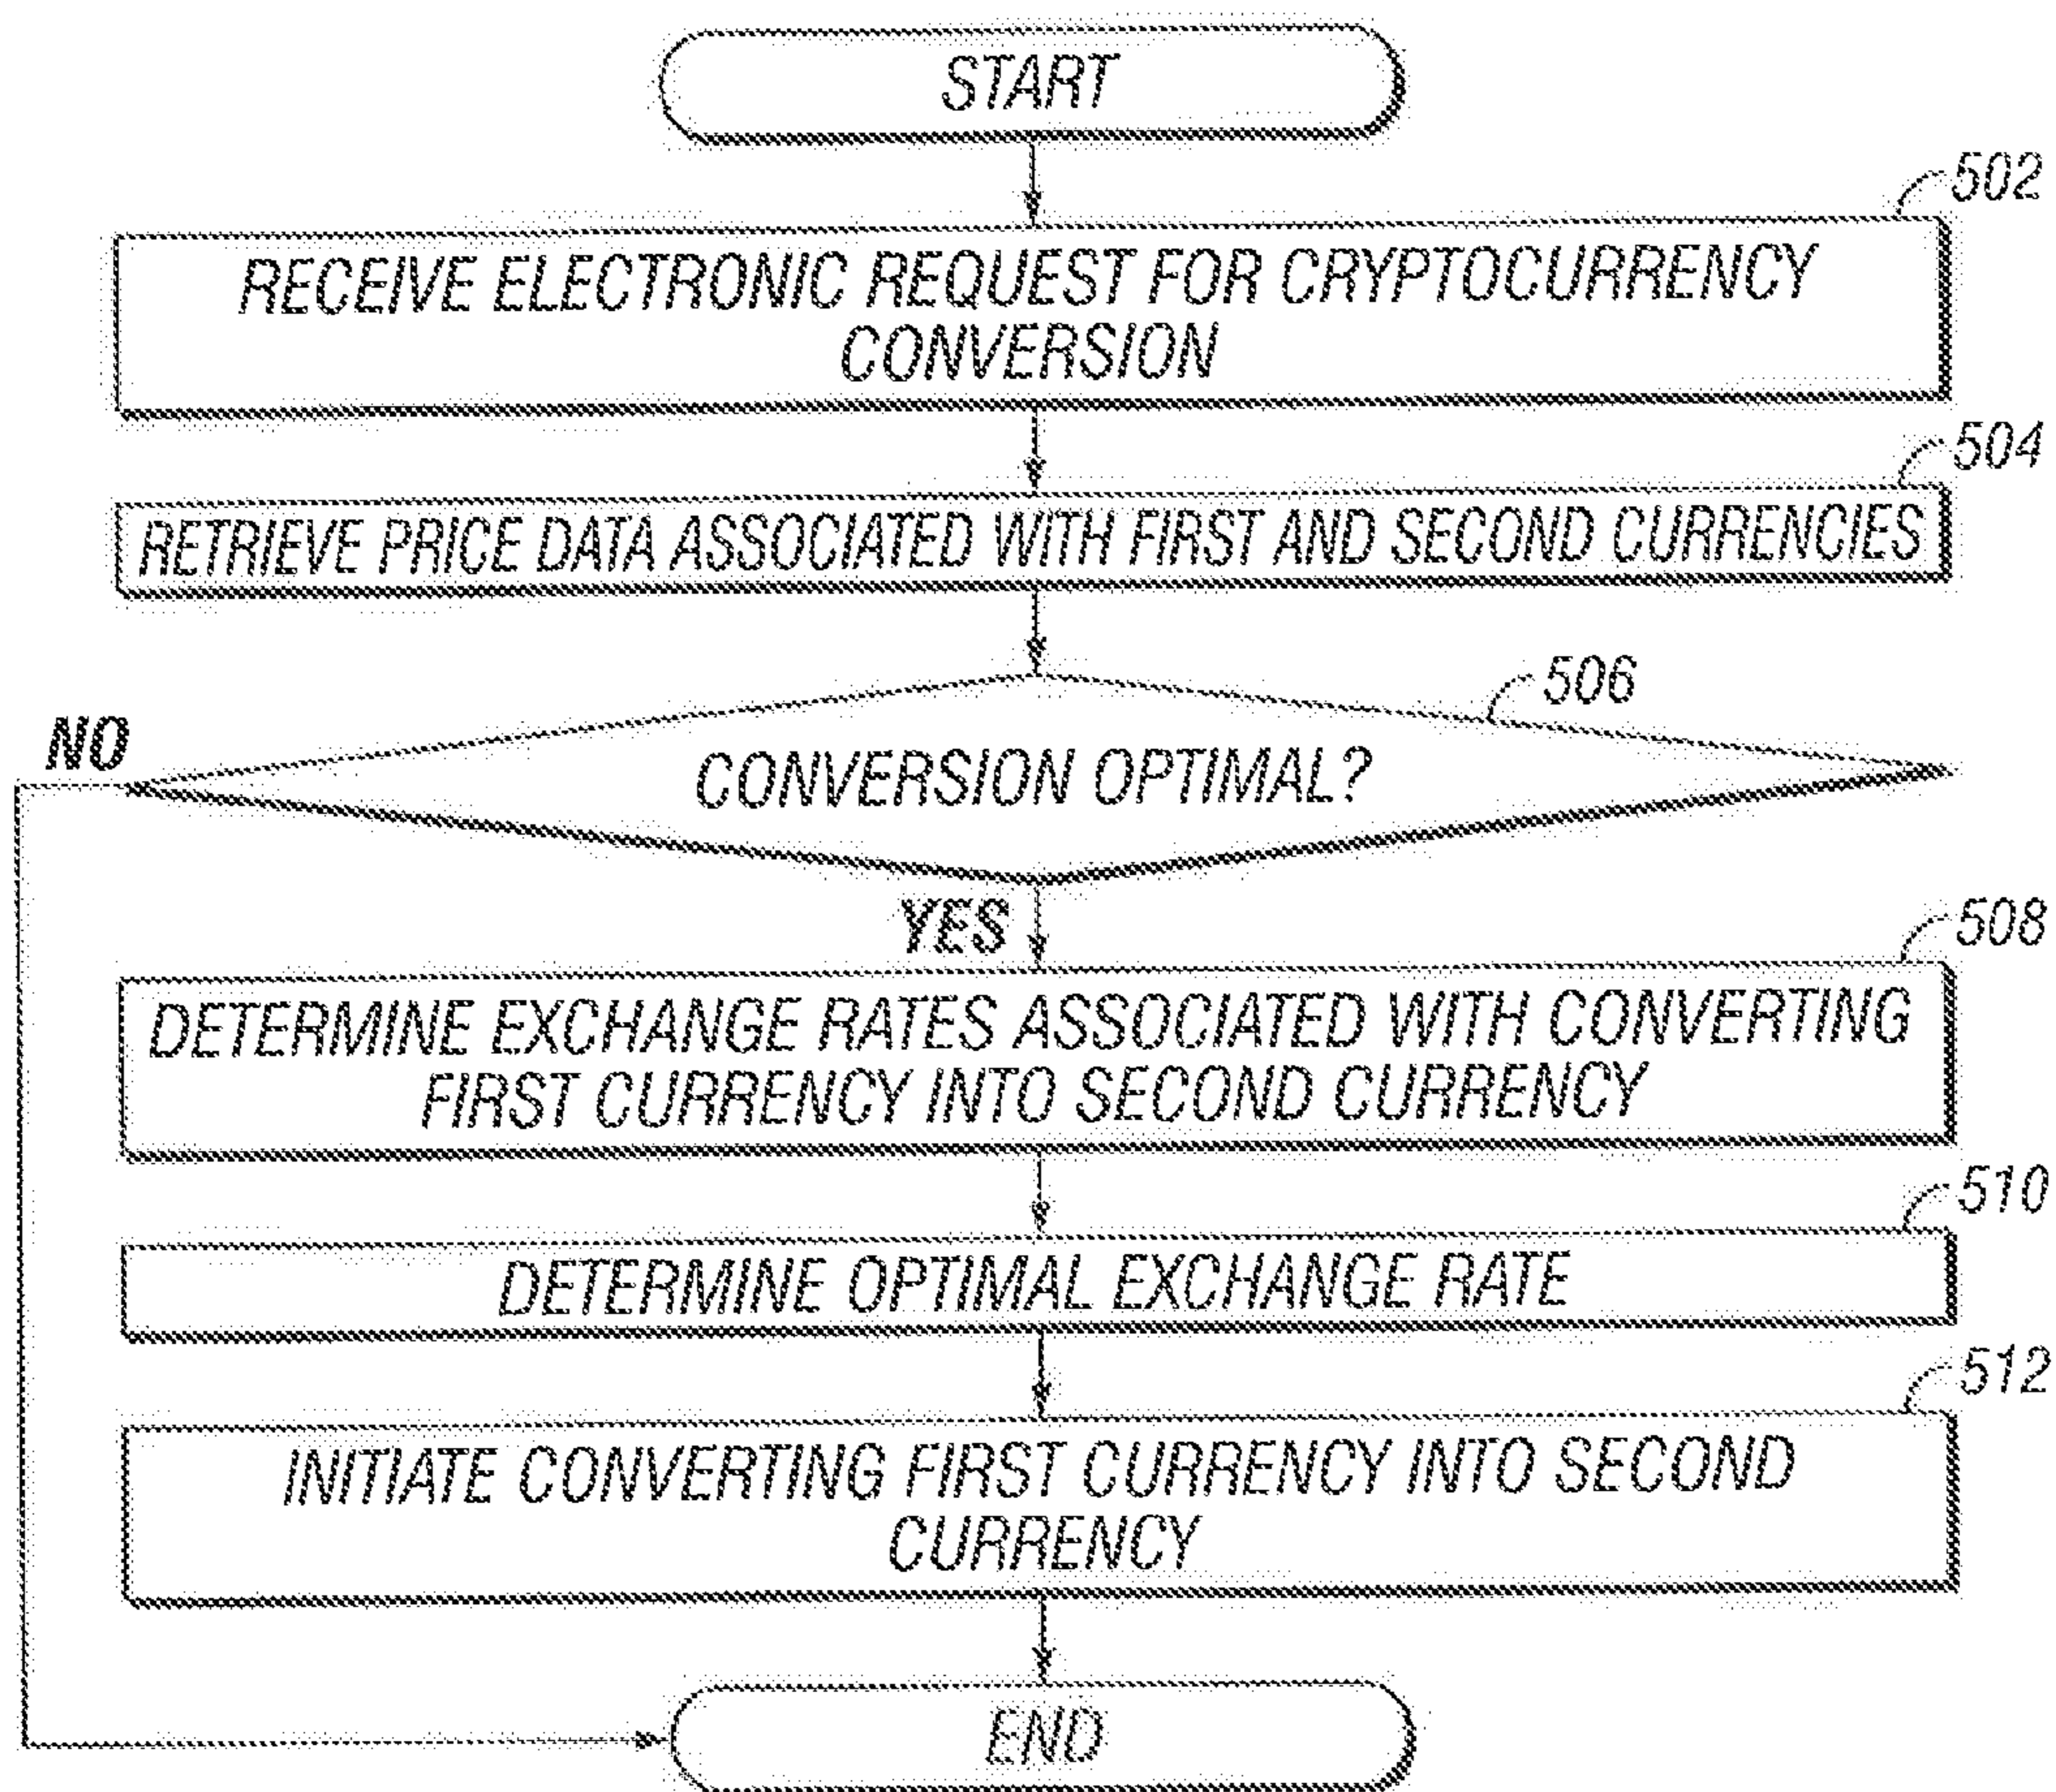 START
502
RECEIVE ELECTRONIC REQUEST FOR CRYPTOCURRENCY
CONVERSION
504
RETRIEVE PRICE DATA ASSOCIATED WITH FIRST AND SECOND CURRENCIES
506
NO
CONVERSION OPTIMAL?
YES
508
DETERMINE EXCHANGE RATES ASSOCIATED WITH CONVERTING
FIRST CURRENCY INTO SECOND CURRENCY
510
DETERMINE OPTIMAL EXCHANGE RATE
512
INITIATE CONVERTING FIRST CURRENCY INTO SECOND
CURRENCY
END